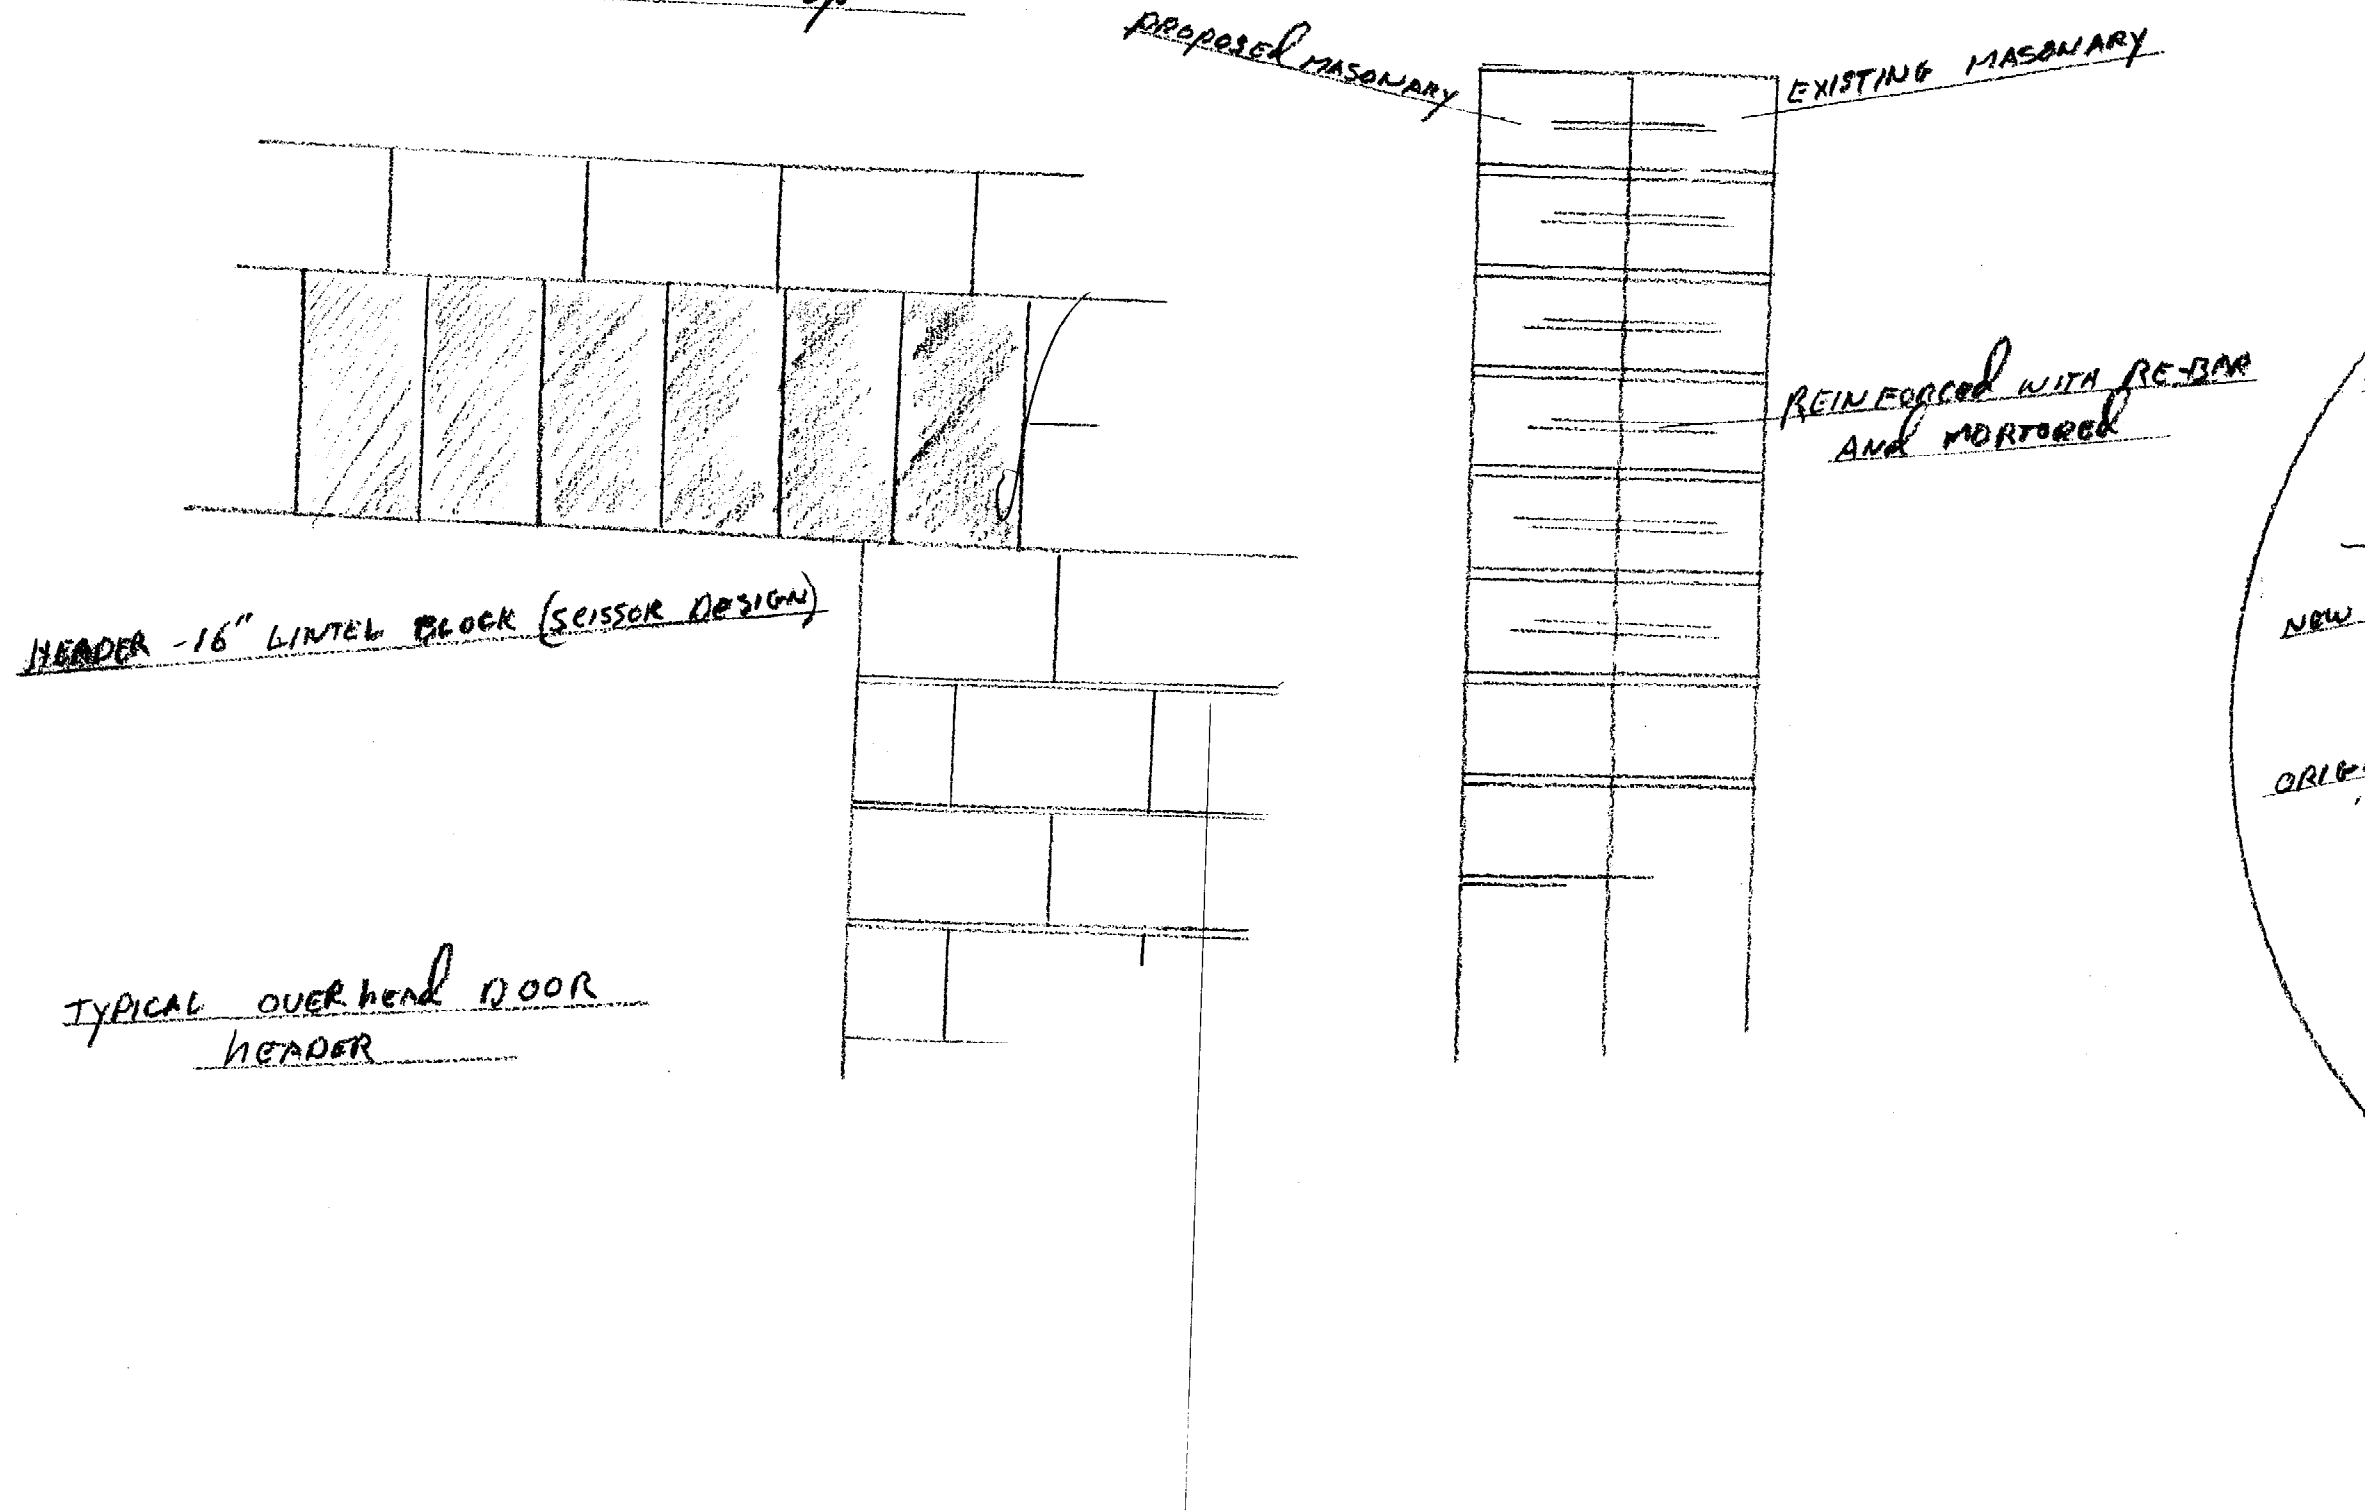 PROPOSED MASONARY
EXISTING MASONARY
REINFORCED WITH RE-BAR
AND MORTORED
HEADER - 16" LINTEL BLOCK (SCISSOR DESIGN)
NEW
TYPICAL OVERHEAD DOOR
HEADER